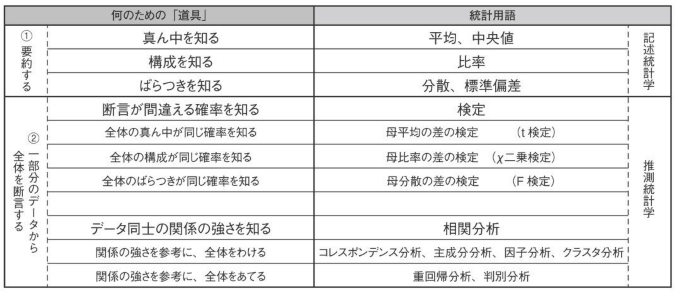 何のための「道具」 統計用語
① 要約する
真ん中を知る 平均、中央値
構成を知る 比率
ばらつきを知る 分散、標準偏差
記述統計学
② 一部分のデータから
全体を断言する
断言が間違える確率を知る 検定
全体の真ん中が同じ確率を知る 母平均の差の検定 （t検定）
全体の構成が同じ確率を知る 母比率の差の検定 （χ二乗検定）
全体のばらつきが同じ確率を知る 母分散の差の検定 （F 検定）
データ同士の関係の強さを知る 相関分析
関係の強さを参考に、全体をわける コレスポンデンス分析、主成分分析、因子分析、クラスタ分析
関係の強さを参考に、全体をあてる 重回帰分析、判別分析
推測統計学